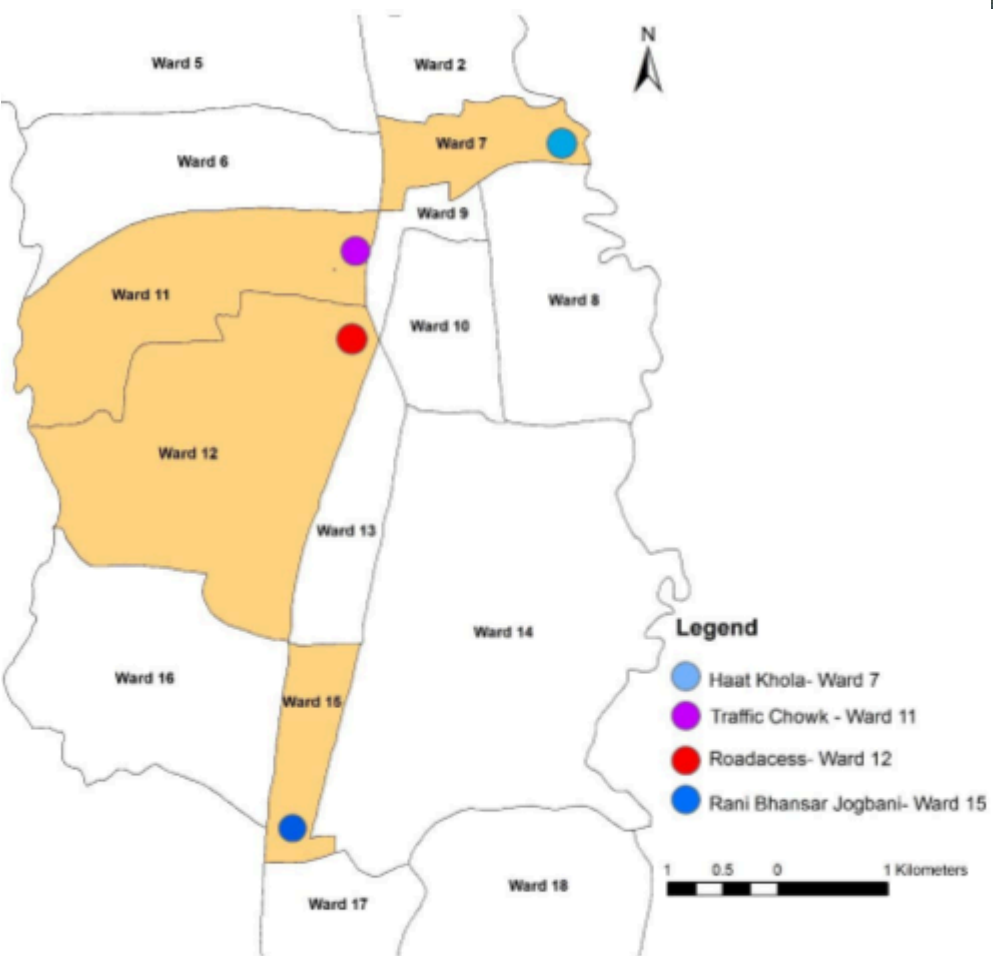 N
Ward 5
Ward 2
Ward 7
Ward 6
Ward 9
Ward 11
Ward 8
Ward 10
Ward 12
Ward 13
Ward 14
Ward 16
Ward 15
Ward 18
Ward 17
Legend
Haat Khola- Ward 7
Traffic Chowk - Ward 11
Roadacess- Ward 12
Rani Bhansar Jogbani- Ward 15
1 0.5 0 1 Kilometers